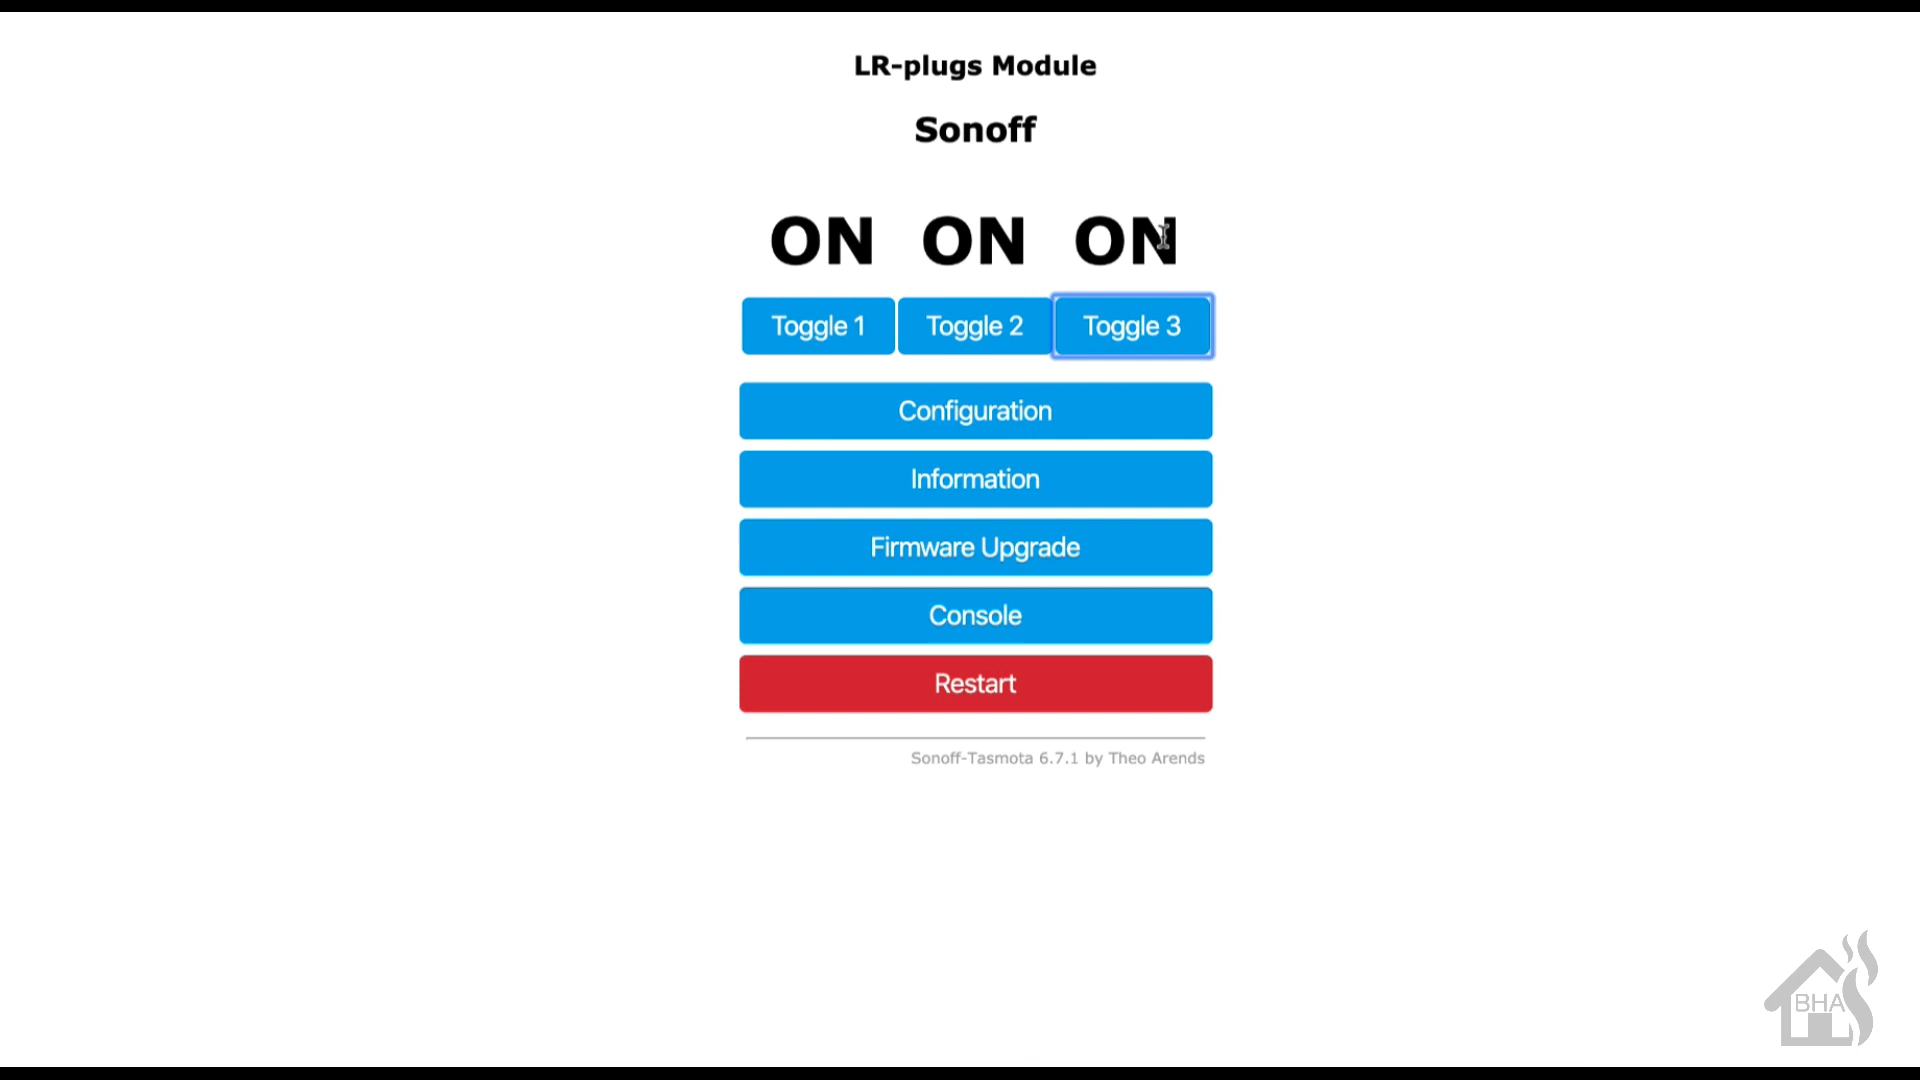 LR-plugs Module
Sonoff
ON ON ON
Toggle 1 Toggle 2 Toggle 3
Configuration
Information
Firmware Upgrade
Console
Restart
Sonoff-Tasmota 6.7.1 by Theo Arends
BHA